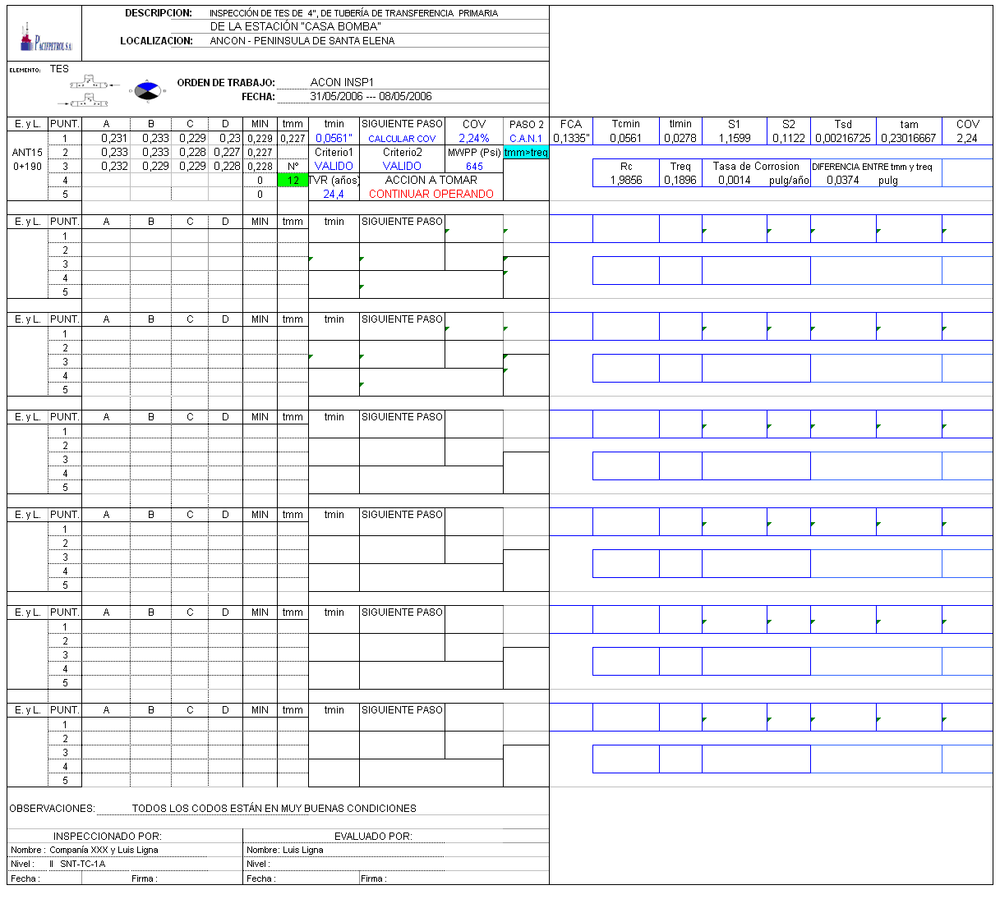 PACIFPETROL S.A
DESCRIPCION: INSPECCIÓN DE TES DE 4", DE TUBERÍA DE TRANSFERENCIA PRIMARIA
DE LA ESTACIÓN "CASA BOMBA"
LOCALIZACION: ANCON - PENINSULA DE SANTA ELENA
ELEMENTO: TES
ORDEN DE TRABAJO: ACON INSP1
FECHA: 31/05/2006 --- 08/05/2006
E. y L. PUNT. A B C D MIN tmm tmin SIGUIENTE PASO COV PASO 2 FCA Tcmin tlmin S1 S2 Tsd tam COV
1 0,231 0,233 0,229 0,23 0,229 0,227 0,0561" CALCULAR COV 2,24% C.A.N.1 0,1335" 0,0561 0,0278 1,1599 0,1122 0,00216725 0,23016667 2,24
ANT15 2 0,233 0,233 0,228 0,227 0,227 Criterio1 Criterio2 MWPP (Psi) tmm>treq
0+190 3 0,232 0,229 0,229 0,228 0,228 Nº VALIDO VALIDO 645 Rc Treq Tasa de Corrosion DIFERENCIA ENTRE tmm y treq
4 0 12 TVR (años) ACCION A TOMAR 1,9856 0,1896 0,0014 pulg/año 0,0374 pulg
5 0 24,4 CONTINUAR OPERANDO
E. y L. PUNT. A B C D MIN tmm tmin SIGUIENTE PASO
1
2
3
4
5
E. y L. PUNT. A B C D MIN tmm tmin SIGUIENTE PASO
1
2
3
4
5
E. y L. PUNT. A B C D MIN tmm tmin SIGUIENTE PASO
1
2
3
4
5
E. y L. PUNT. A B C D MIN tmm tmin SIGUIENTE PASO
1
2
3
4
5
E. y L. PUNT. A B C D MIN tmm tmin SIGUIENTE PASO
1
2
3
4
5
E. y L. PUNT. A B C D MIN tmm tmin SIGUIENTE PASO
1
2
3
4
5
OBSERVACIONES: TODOS LOS CODOS ESTÁN EN MUY BUENAS CONDICIONES
INSPECCIONADO POR: EVALUADO POR:
Nombre : Companía XXX y Luis Ligna Nombre: Luis Ligna
Nivel : II SNT-TC-1A Nivel :
Fecha : Firma : Fecha : Firma :